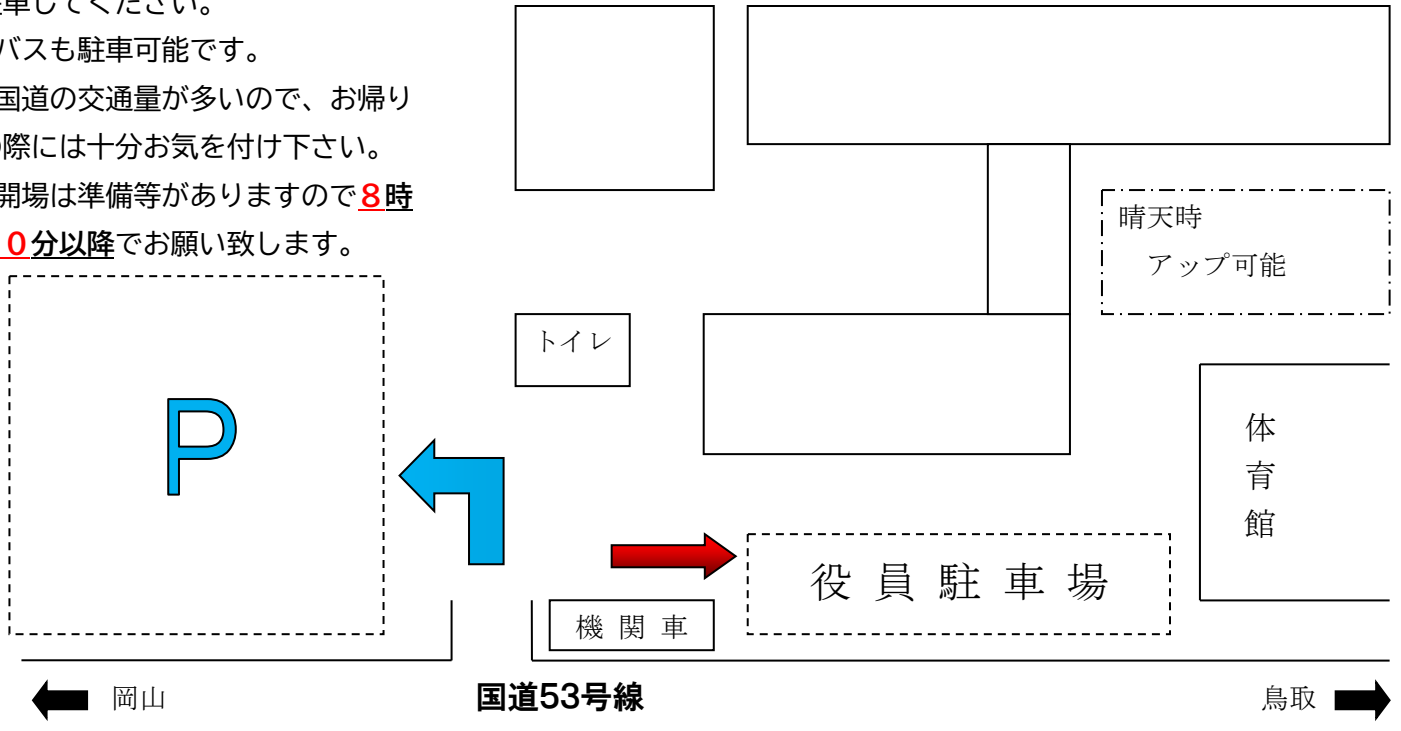 車してください。
バスも駐車可能です。
国道の交通量が多いので、お帰り
際には十分お気を付け下さい。
開場は準備等がありますので８時
０分以降でお願い致します。
晴天時
アップ可能
トイレ
P
体
育
館
役員駐車場
機関車
岡山
国道53号線
鳥取